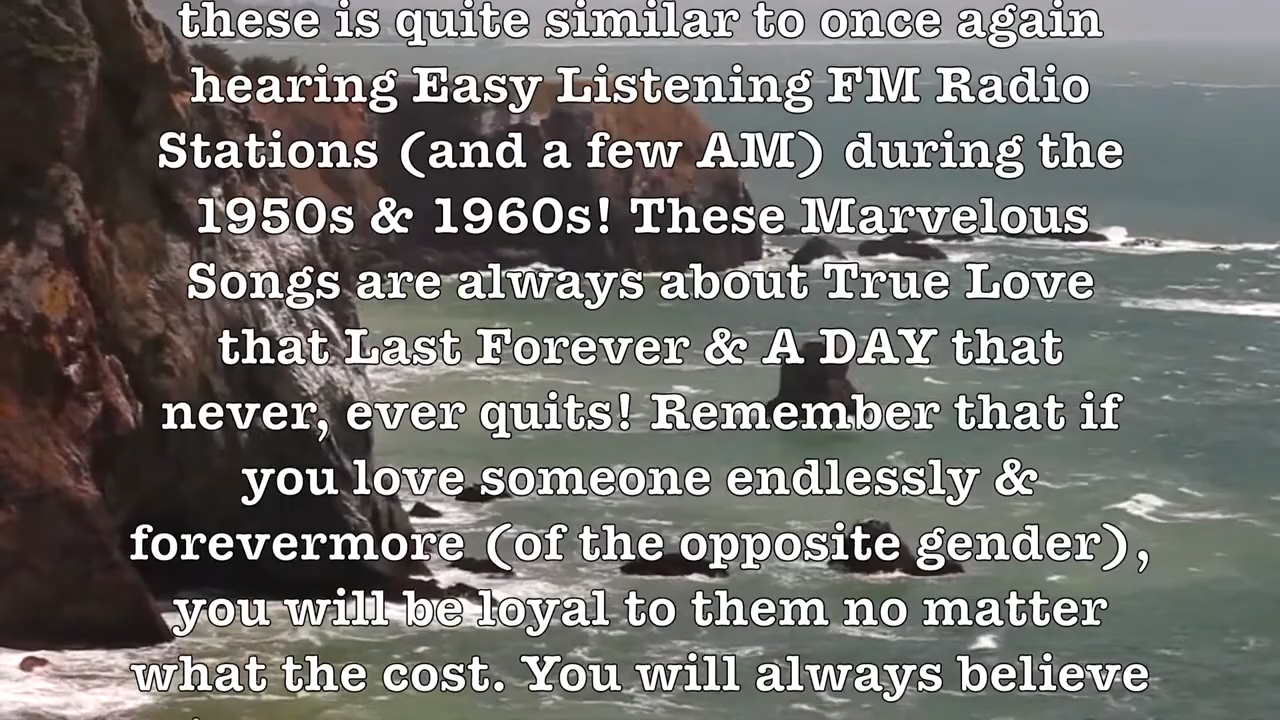 these is quite similar to once again
hearing Easy Listening FM Radio
Stations (and a few AM) during the
1950s & 1960s! These Marvelous
Songs are always about True Love
that Last Forever & A DAY that
never, ever quits! Remember that if
you love someone endlessly &
forevermore (of the opposite gender),
you will be loyal to them no matter
what the cost. You will always believe